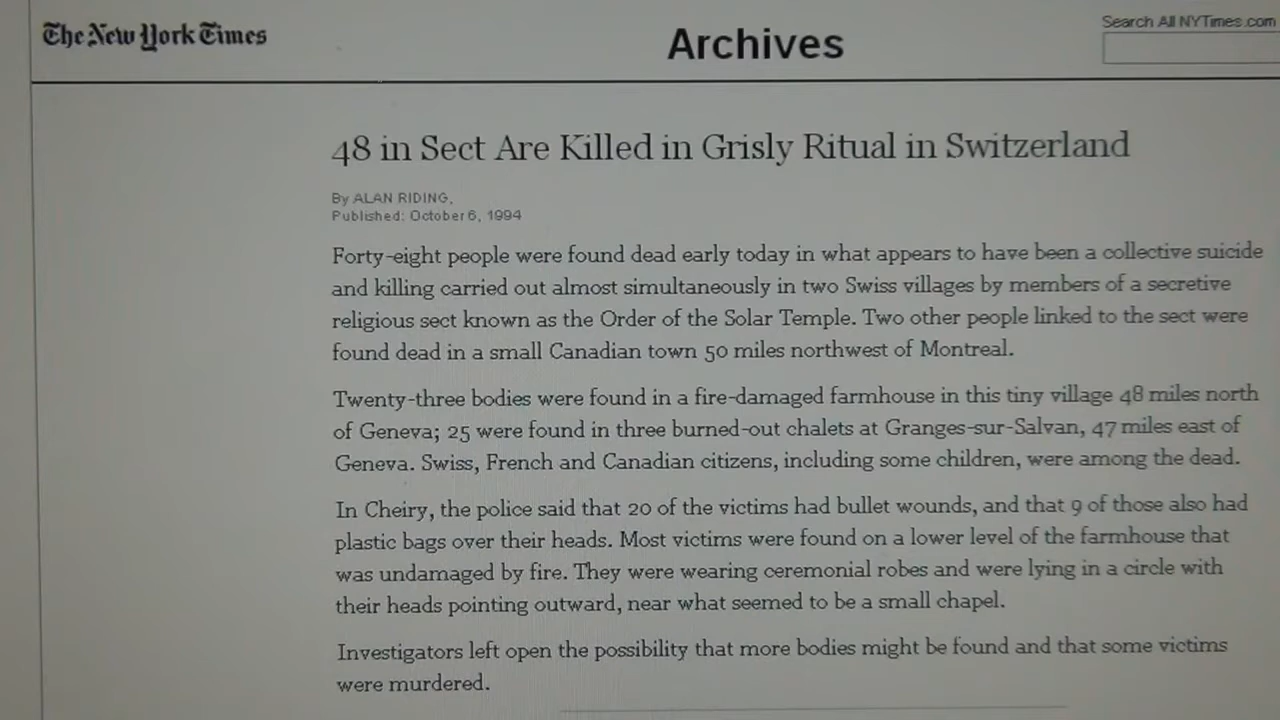 The New York Times
Archives
Search All NYTimes.com
48 in Sect Are Killed in Grisly Ritual in Switzerland
By ALAN RIDING,
Published: October 6, 1994
Forty-eight people were found dead early today in what appears to have been a collective suicide
and killing carried out almost simultaneously in two Swiss villages by members of a secretive
religious sect known as the Order of the Solar Temple. Two other people linked to the sect were
found dead in a small Canadian town 50 miles northwest of Montreal.
Twenty-three bodies were found in a fire-damaged farmhouse in this tiny village 48 miles north
of Geneva; 25 were found in three burned-out chalets at Granges-sur-Salvan, 47 miles east of
Geneva. Swiss, French and Canadian citizens, including some children, were among the dead.
In Cheiry, the police said that 20 of the victims had bullet wounds, and that 9 of those also had
plastic bags over their heads. Most victims were found on a lower level of the farmhouse that
was undamaged by fire. They were wearing ceremonial robes and were lying in a circle with
their heads pointing outward, near what seemed to be a small chapel.
Investigators left open the possibility that more bodies might be found and that some victims
were murdered.